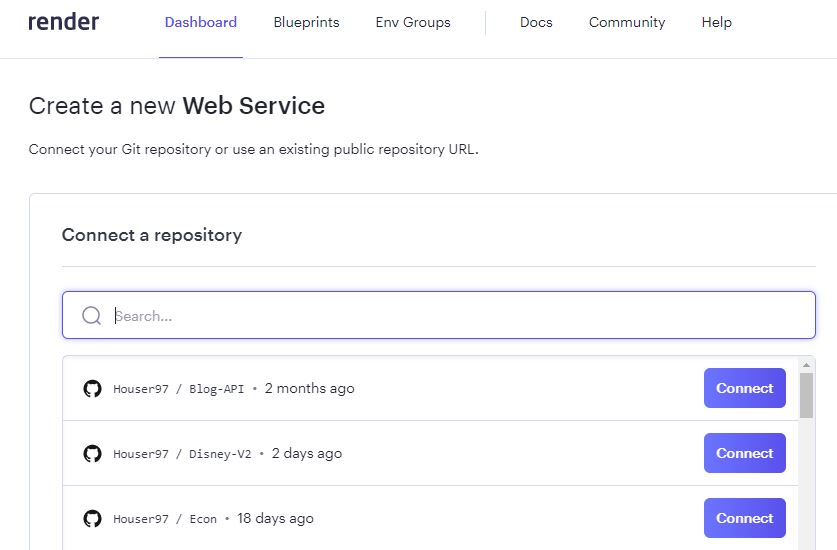 render Dashboard Blueprints Env Groups Docs Community Help
Create a new Web Service
Connect your Git repository or use an existing public repository URL.
Connect a repository
Search...
Houser97 / Blog-API • 2 months ago Connect
Houser97 / Disney-V2 • 2 days ago Connect
Houser97 / Econ • 18 days ago Connect